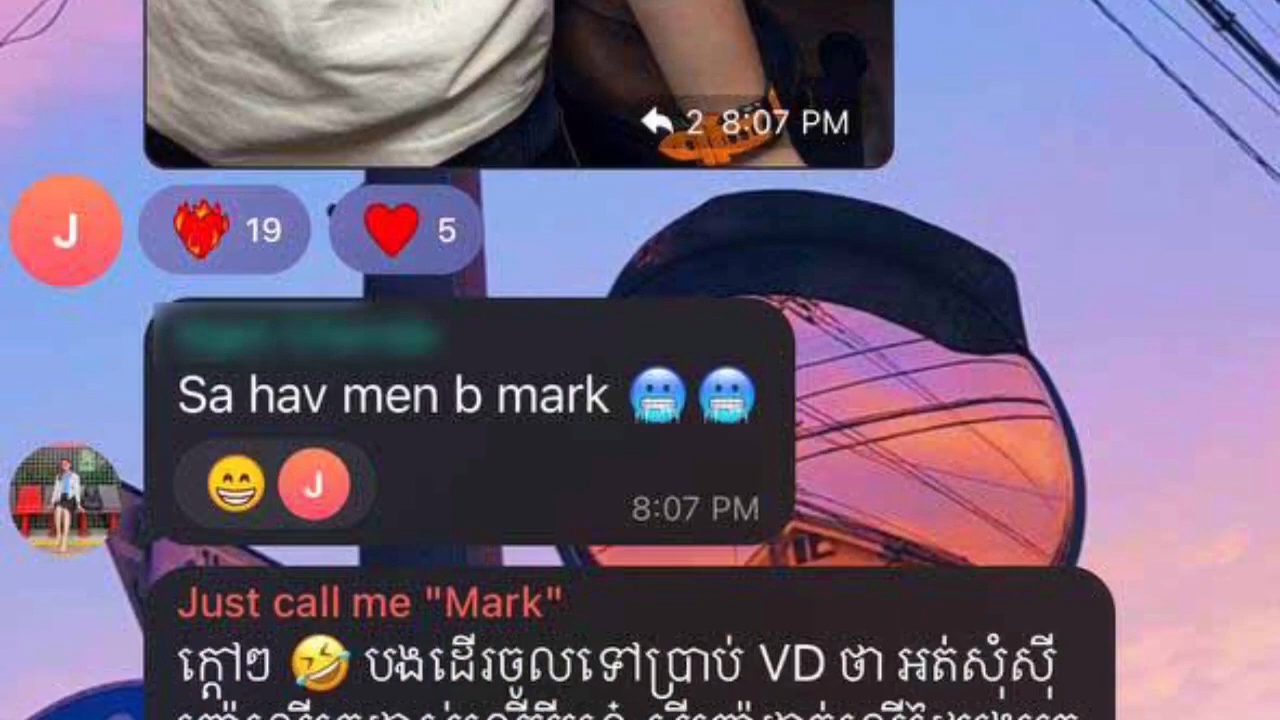 2 8:07 PM
J
19
5
Sa hav men b mark 🥶🥶
😁 J
8:07 PM
Just call me "Mark"
ក្ដៅៗ 🤣 បងដើរចូលទៅប្រាប់ VD ថា អត់សុំស៊ី